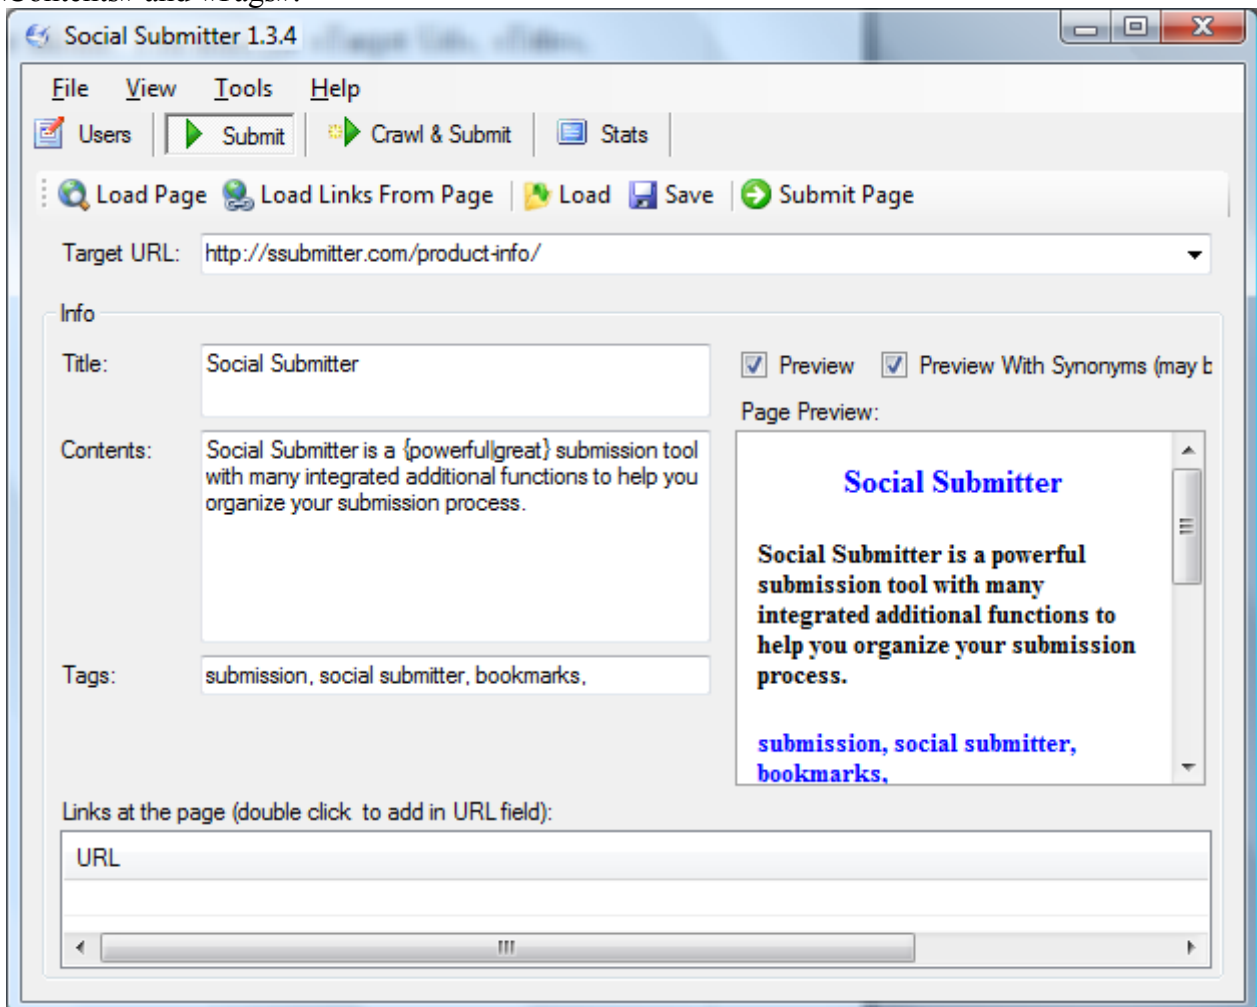 Social Submitter 1.3.4
File View Tools Help
Users Submit Crawl & Submit Stats
Load Page Load Links From Page Load Save Submit Page
Target URL: http://ssubmitter.com/product-info/
Info
Title: Social Submitter
Preview Preview With Synonyms (may b
Page Preview:
Contents: Social Submitter is a {powerful|great} submission tool
with many integrated additional functions to help you
organize your submission process.
Social Submitter
Social Submitter is a powerful
submission tool with many
integrated additional functions to
help you organize your submission
process.
Tags: submission, social submitter, bookmarks,
submission, social submitter,
bookmarks,
Links at the page (double click to add in URL field):
URL